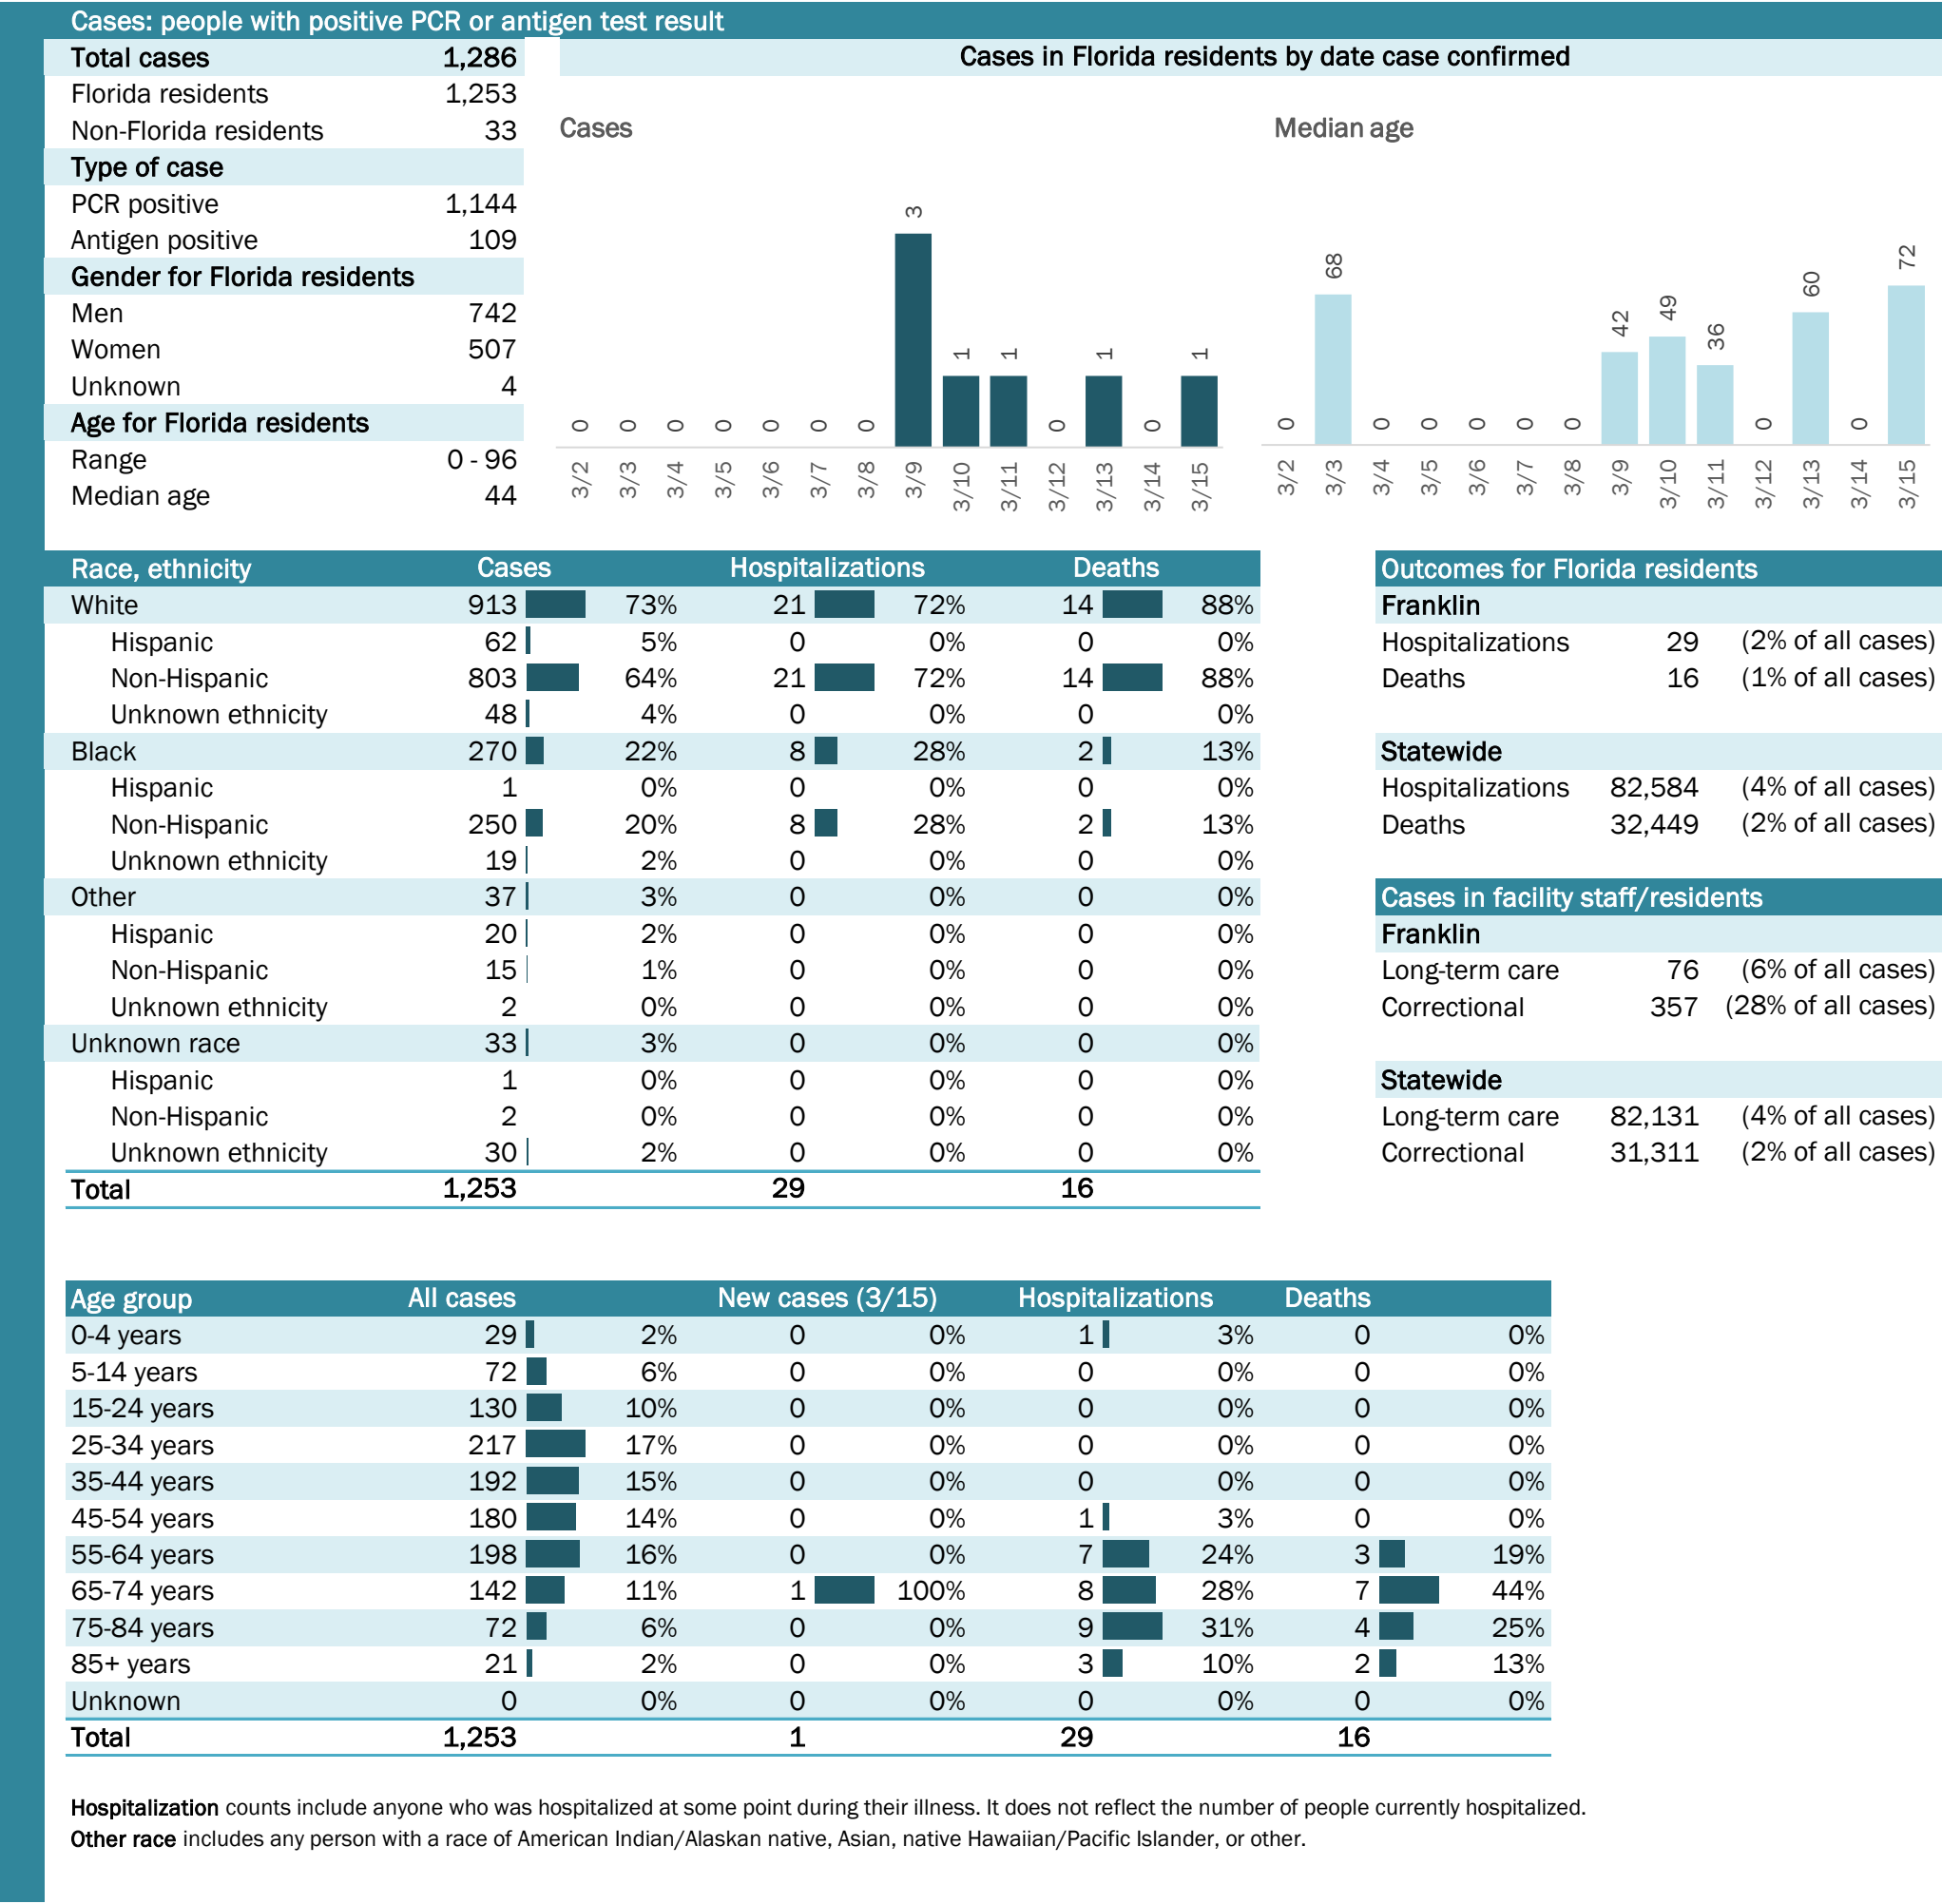 Cases: people with positive PCR or antigen test result
Total cases 1,286
Florida residents 1,253
Non-Florida residents 33
Type of case
PCR positive 1,144
Antigen positive 109
Gender for Florida residents
Men 742
Women 507
Unknown 4
Age for Florida residents
Range 0 - 96
Median age 44
Cases in Florida residents by date case confirmed
Cases
0 0 0 0 0 0 0 3 1 1 0 1 0 1
3/2 3/3 3/4 3/5 3/6 3/7 3/8 3/9 3/10 3/11 3/12 3/13 3/14 3/15
Median age
0 68 0 0 0 0 0 42 49 36 0 60 0 72
3/2 3/3 3/4 3/5 3/6 3/7 3/8 3/9 3/10 3/11 3/12 3/13 3/14 3/15
Race, ethnicity Cases Hospitalizations Deaths
White 913 73% 21 72% 14 88%
Hispanic 62 5% 0 0% 0 0%
Non-Hispanic 803 64% 21 72% 14 88%
Unknown ethnicity 48 4% 0 0% 0 0%
Black 270 22% 8 28% 2 13%
Hispanic 1 0% 0 0% 0 0%
Non-Hispanic 250 20% 8 28% 2 13%
Unknown ethnicity 19 2% 0 0% 0 0%
Other 37 3% 0 0% 0 0%
Hispanic 20 2% 0 0% 0 0%
Non-Hispanic 15 1% 0 0% 0 0%
Unknown ethnicity 2 0% 0 0% 0 0%
Unknown race 33 3% 0 0% 0 0%
Hispanic 1 0% 0 0% 0 0%
Non-Hispanic 2 0% 0 0% 0 0%
Unknown ethnicity 30 2% 0 0% 0 0%
Total 1,253 29 16
Outcomes for Florida residents
Franklin
Hospitalizations 29 (2% of all cases)
Deaths 16 (1% of all cases)
Statewide
Hospitalizations 82,584 (4% of all cases)
Deaths 32,449 (2% of all cases)
Cases in facility staff/residents
Franklin
Long-term care 76 (6% of all cases)
Correctional 357 (28% of all cases)
Statewide
Long-term care 82,131 (4% of all cases)
Correctional 31,311 (2% of all cases)
Age group All cases New cases (3/15) Hospitalizations Deaths
0-4 years 29 2% 0 0% 1 3% 0 0%
5-14 years 72 6% 0 0% 0 0% 0 0%
15-24 years 130 10% 0 0% 0 0% 0 0%
25-34 years 217 17% 0 0% 0 0% 0 0%
35-44 years 192 15% 0 0% 0 0% 0 0%
45-54 years 180 14% 0 0% 1 3% 0 0%
55-64 years 198 16% 0 0% 7 24% 3 19%
65-74 years 142 11% 1 100% 8 28% 7 44%
75-84 years 72 6% 0 0% 9 31% 4 25%
85+ years 21 2% 0 0% 3 10% 2 13%
Unknown 0 0% 0 0% 0 0% 0 0%
Total 1,253 1 29 16
Hospitalization counts include anyone who was hospitalized at some point during their illness. It does not reflect the number of people currently hospitalized.
Other race includes any person with a race of American Indian/Alaskan native, Asian, native Hawaiian/Pacific Islander, or other.